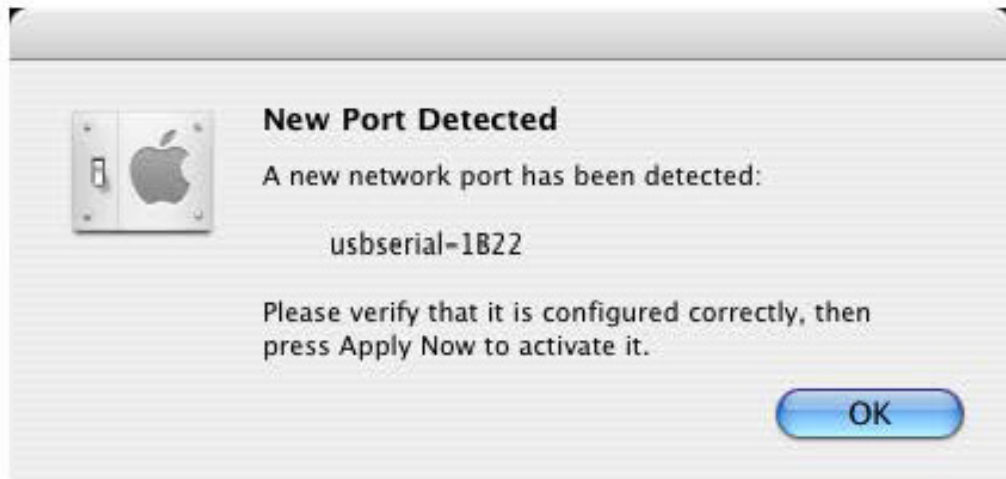 New Port Detected
A new network port has been detected:
usbserial-1B22
Please verify that it is configured correctly, then
press Apply Now to activate it.
OK